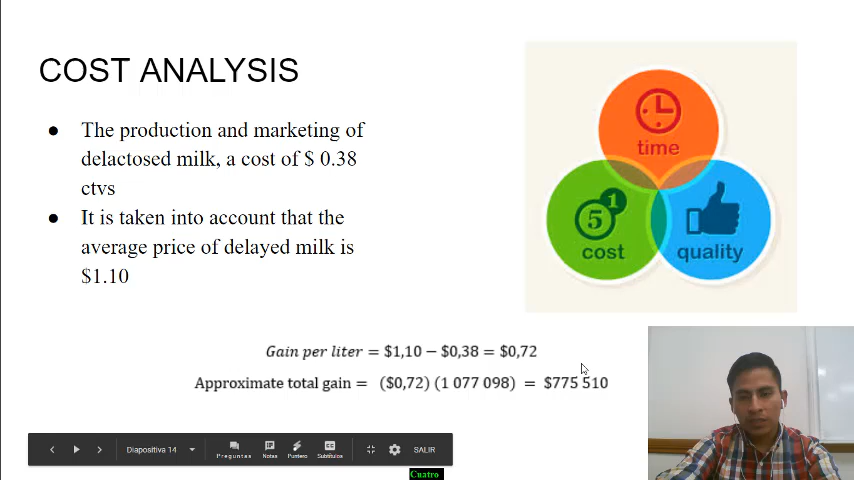 COST ANALYSIS
● The production and marketing of
delactosed milk, a cost of $ 0.38
ctvs
● It is taken into account that the
average price of delayed milk is
$1.10
time
5 1
cost
quality
Gain per liter = $1,10 − $0,38 = $0,72
Approximate total gain = ($0,72) (1 077 098) = $775 510
Diapositiva 14
Preguntas
Notas
Puntero
Subtítulos
SALIR
Cuatro